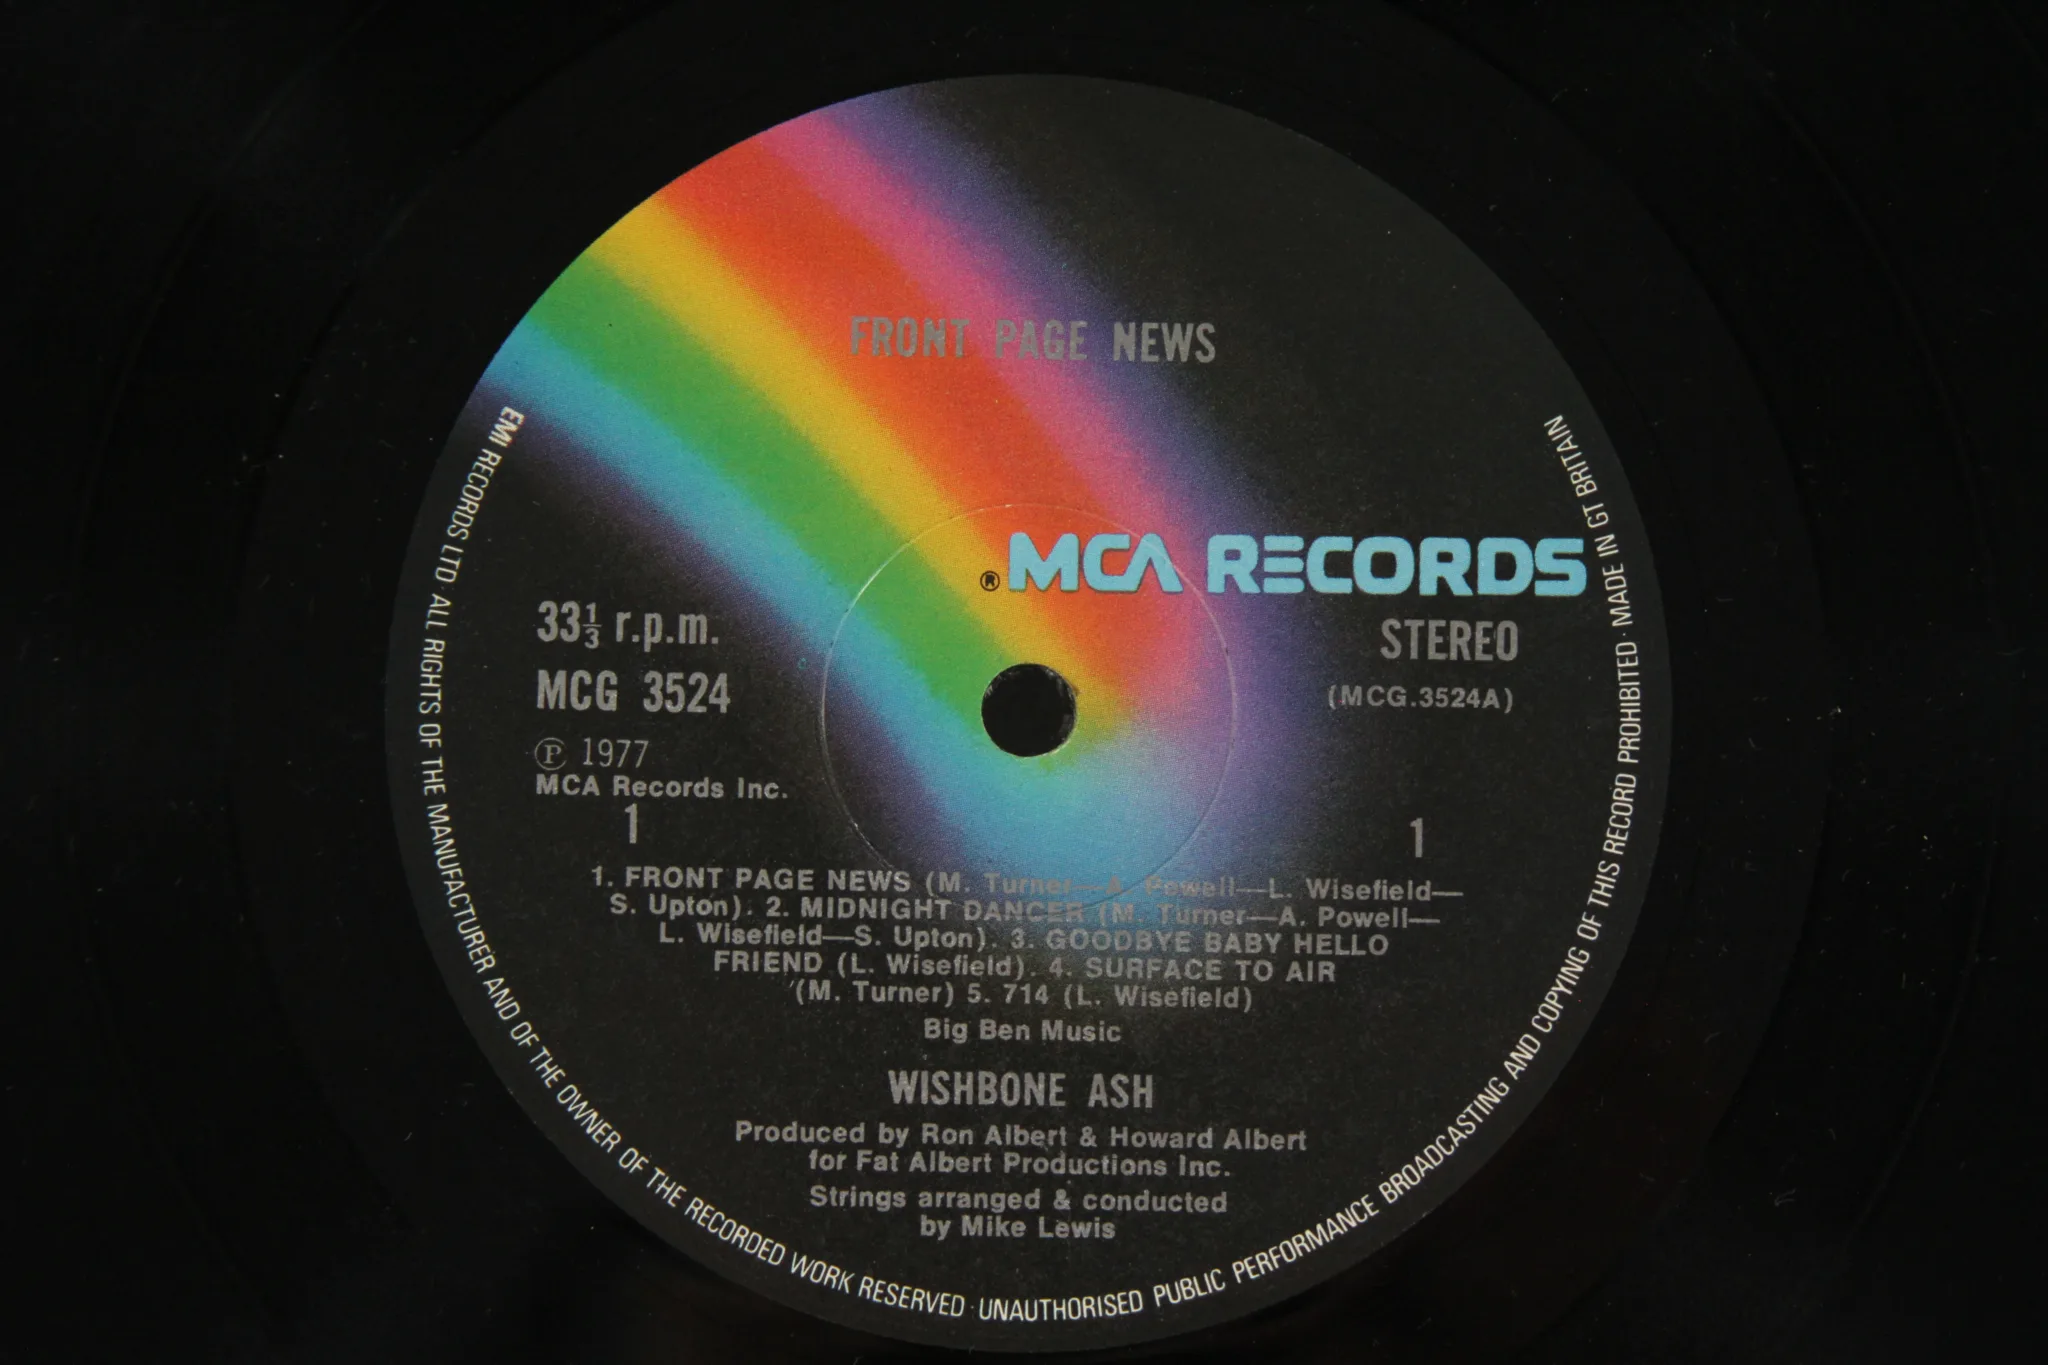 FRONT PAGE NEWS
® MCA RECORDS
33⅓ r.p.m.
STEREO
MCG 3524
(MCG.3524A)
Ⓟ 1977
MCA Records Inc.
1
1
1. FRONT PAGE NEWS (M. Turner—A. Powell—L. Wisefield—
S. Upton). 2. MIDNIGHT DANCER (M. Turner—A. Powell—
L. Wisefield—S. Upton). 3. GOODBYE BABY HELLO
FRIEND (L. Wisefield). 4. SURFACE TO AIR
(M. Turner) 5. 714 (L. Wisefield)
Big Ben Music
WISHBONE ASH
Produced by Ron Albert & Howard Albert
for Fat Albert Productions Inc.
Strings arranged & conducted
by Mike Lewis
EMI RECORDS LTD · ALL RIGHTS OF THE MANUFACTURER AND OF THE OWNER OF THE RECORDED WORK RESERVED · UNAUTHORISED PUBLIC PERFORMANCE BROADCASTING AND COPYING OF THIS RECORD PROHIBITED · MADE IN GT BRITAIN